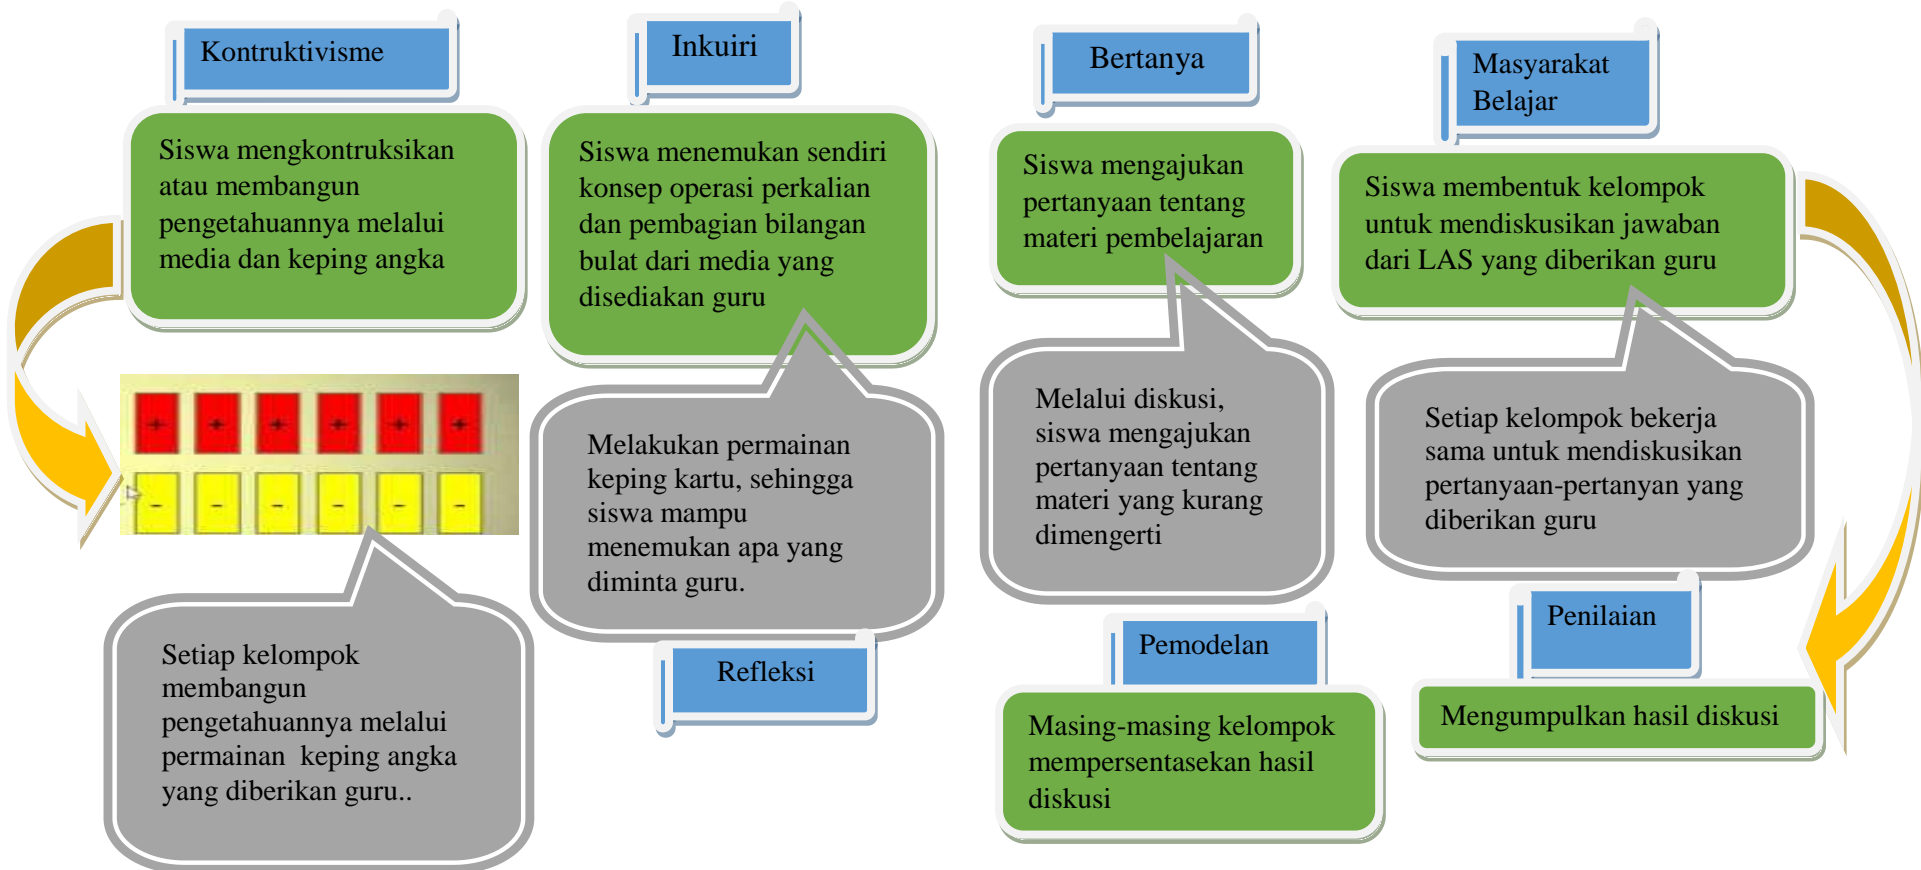 Kontruktivisme
Siswa mengkontruksikan
atau membangun
pengetahuannya melalui
media dan keping angka
+ + + + + +
- - - - - -
Setiap kelompok
membangun
pengetahuannya melalui
permainan keping angka
yang diberikan guru..
Inkuiri
Siswa menemukan sendiri
konsep operasi perkalian
dan pembagian bilangan
bulat dari media yang
disediakan guru
Melakukan permainan
keping kartu, sehingga
siswa mampu
menemukan apa yang
diminta guru.
Refleksi
Bertanya
Siswa mengajukan
pertanyaan tentang
materi pembelajaran
Melalui diskusi,
siswa mengajukan
pertanyaan tentang
materi yang kurang
dimengerti
Pemodelan
Masing-masing kelompok
mempersentasekan hasil
diskusi
Masyarakat
Belajar
Siswa membentuk kelompok
untuk mendiskusikan jawaban
dari LAS yang diberikan guru
Setiap kelompok bekerja
sama untuk mendiskusikan
pertanyaan-pertanyan yang
diberikan guru
Penilaian
Mengumpulkan hasil diskusi